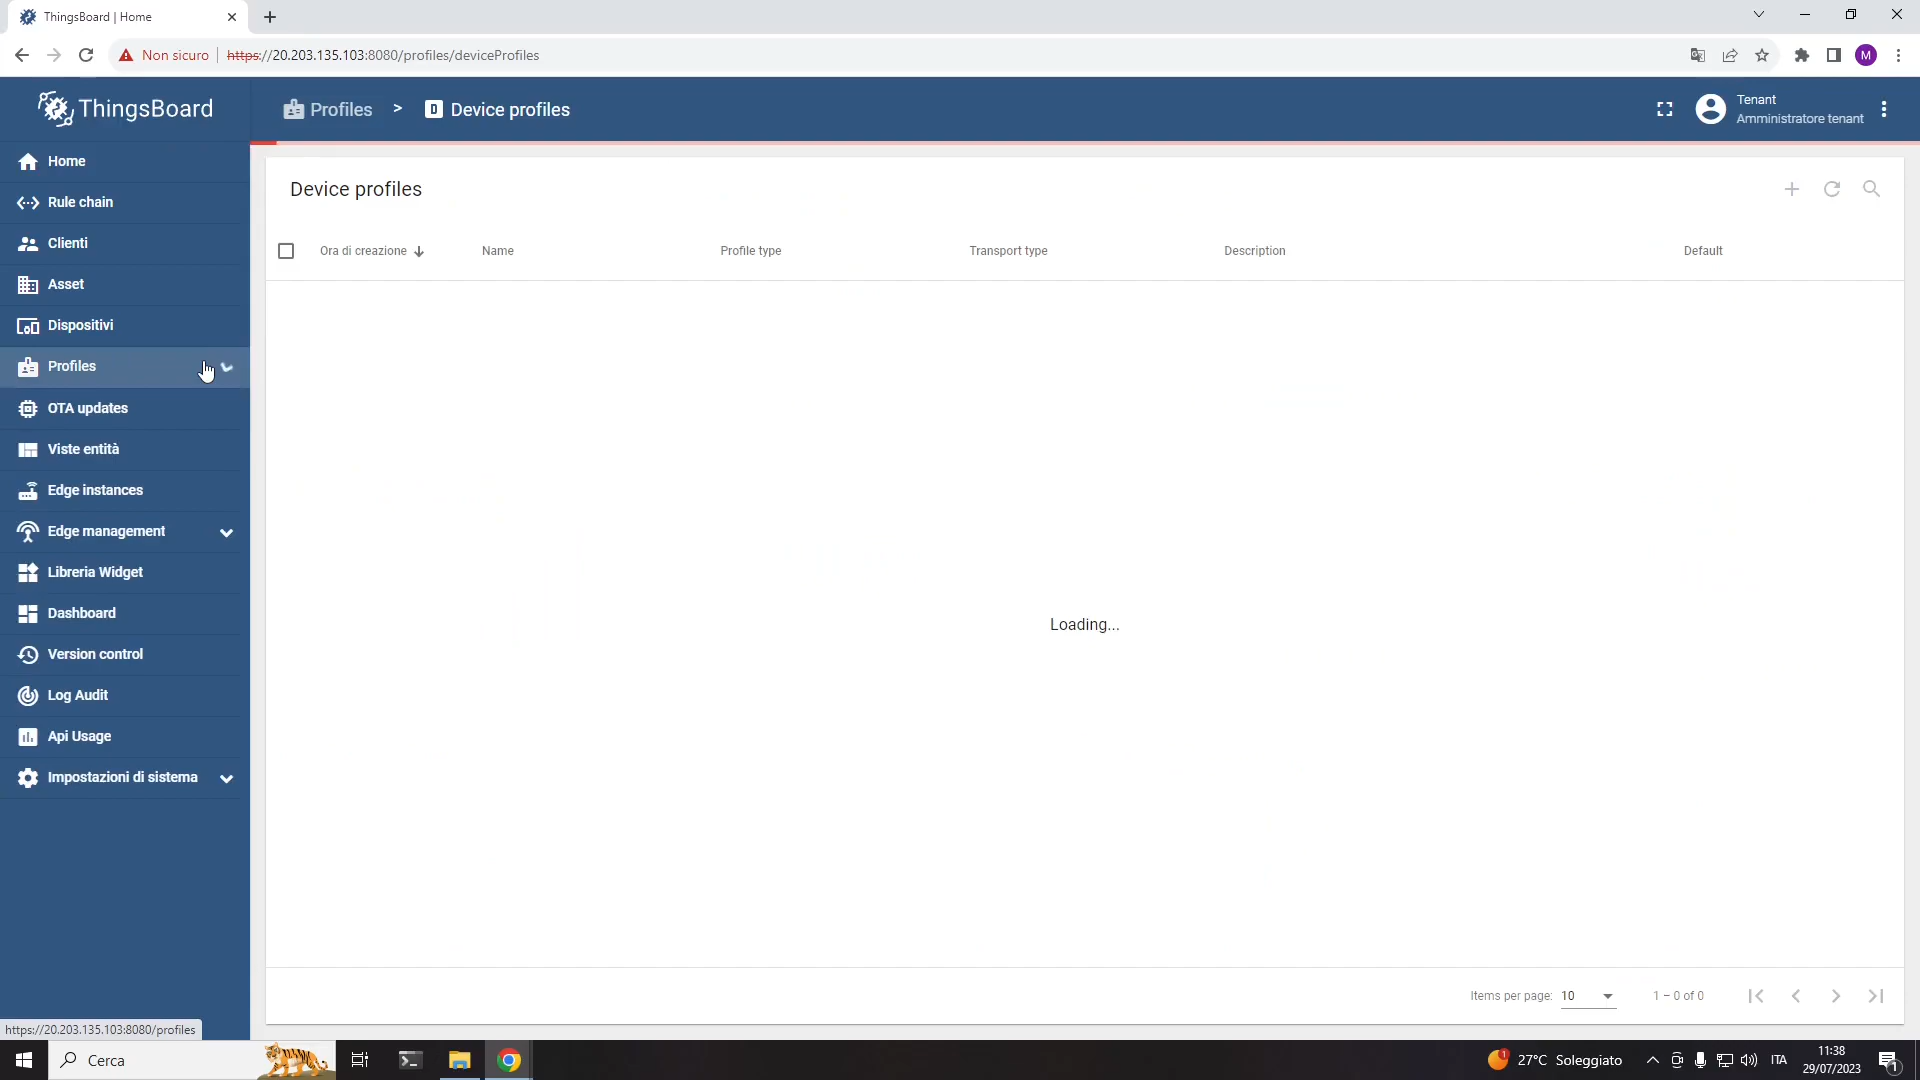 ThingsBoard | Home
Non sicuro
https://20.203.135.103:8080/profiles/deviceProfiles
M
ThingsBoard
Profiles > D Device profiles
Tenant
Amministratore tenant
Home
Rule chain
Clienti
Asset
Dispositivi
Profiles
OTA updates
Viste entità
Edge instances
Edge management
Libreria Widget
Dashboard
Version control
Log Audit
Api Usage
Impostazioni di sistema
Device profiles
Ora di creazione
Name
Profile type
Transport type
Description
Default
Loading...
Items per page: 10
1 – 0 of 0
https://20.203.135.103:8080/profiles
Cerca
1
27°C Soleggiato
ITA
11:38
29/07/2023
1